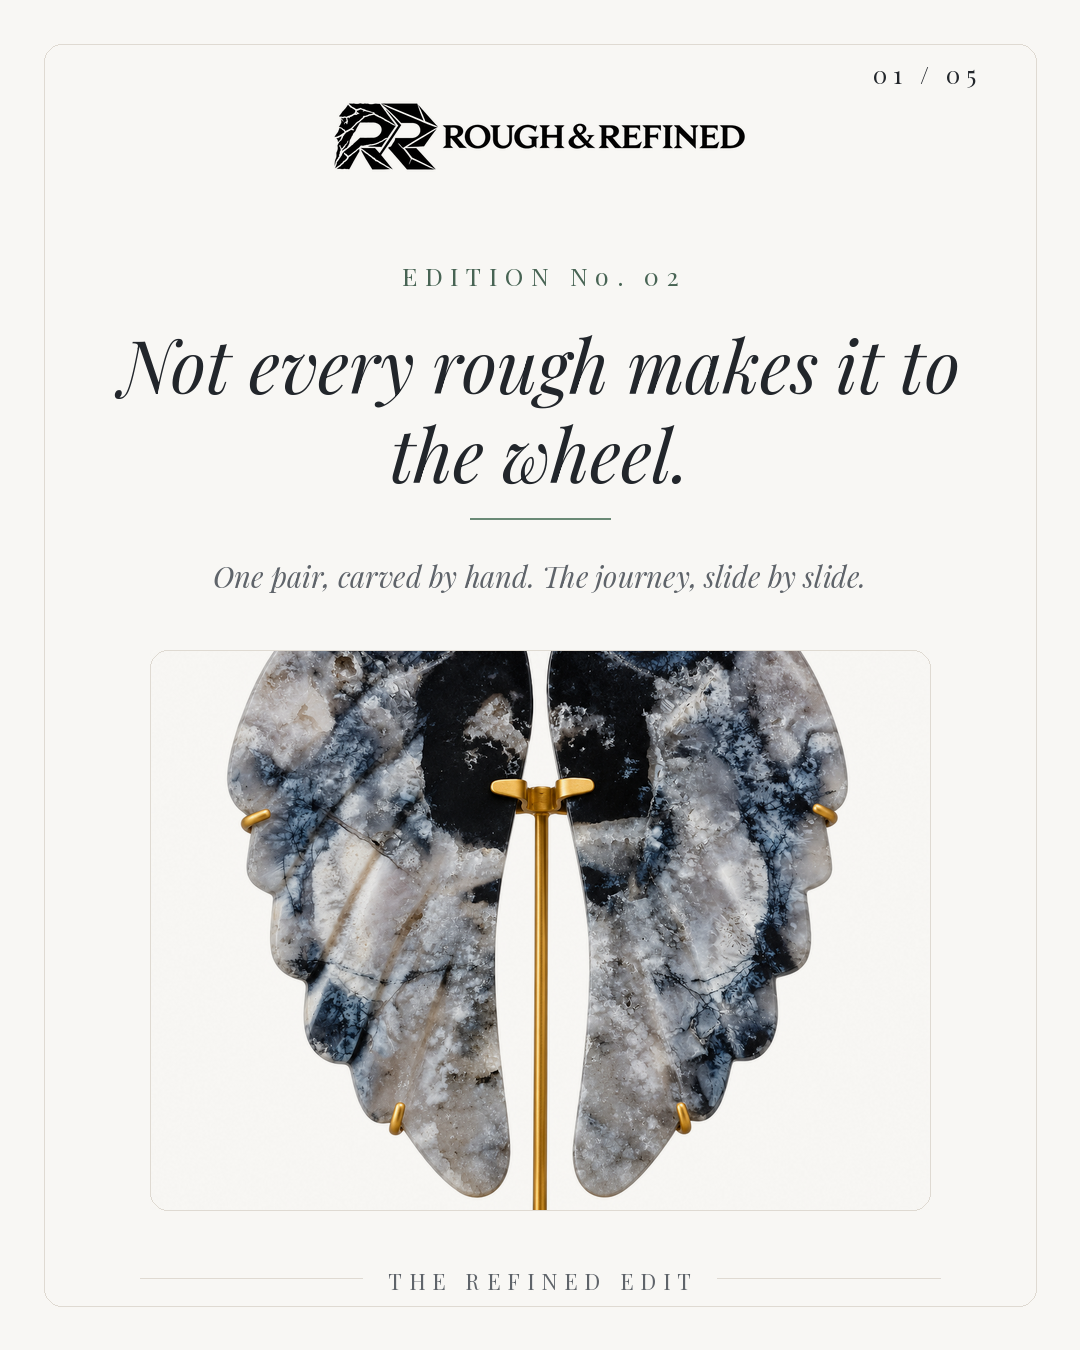 01 / 05
RR ROUGH & REFINED
EDITION No. 02
Not every rough makes it to
the wheel.
One pair, carved by hand. The journey, slide by slide.
THE REFINED EDIT